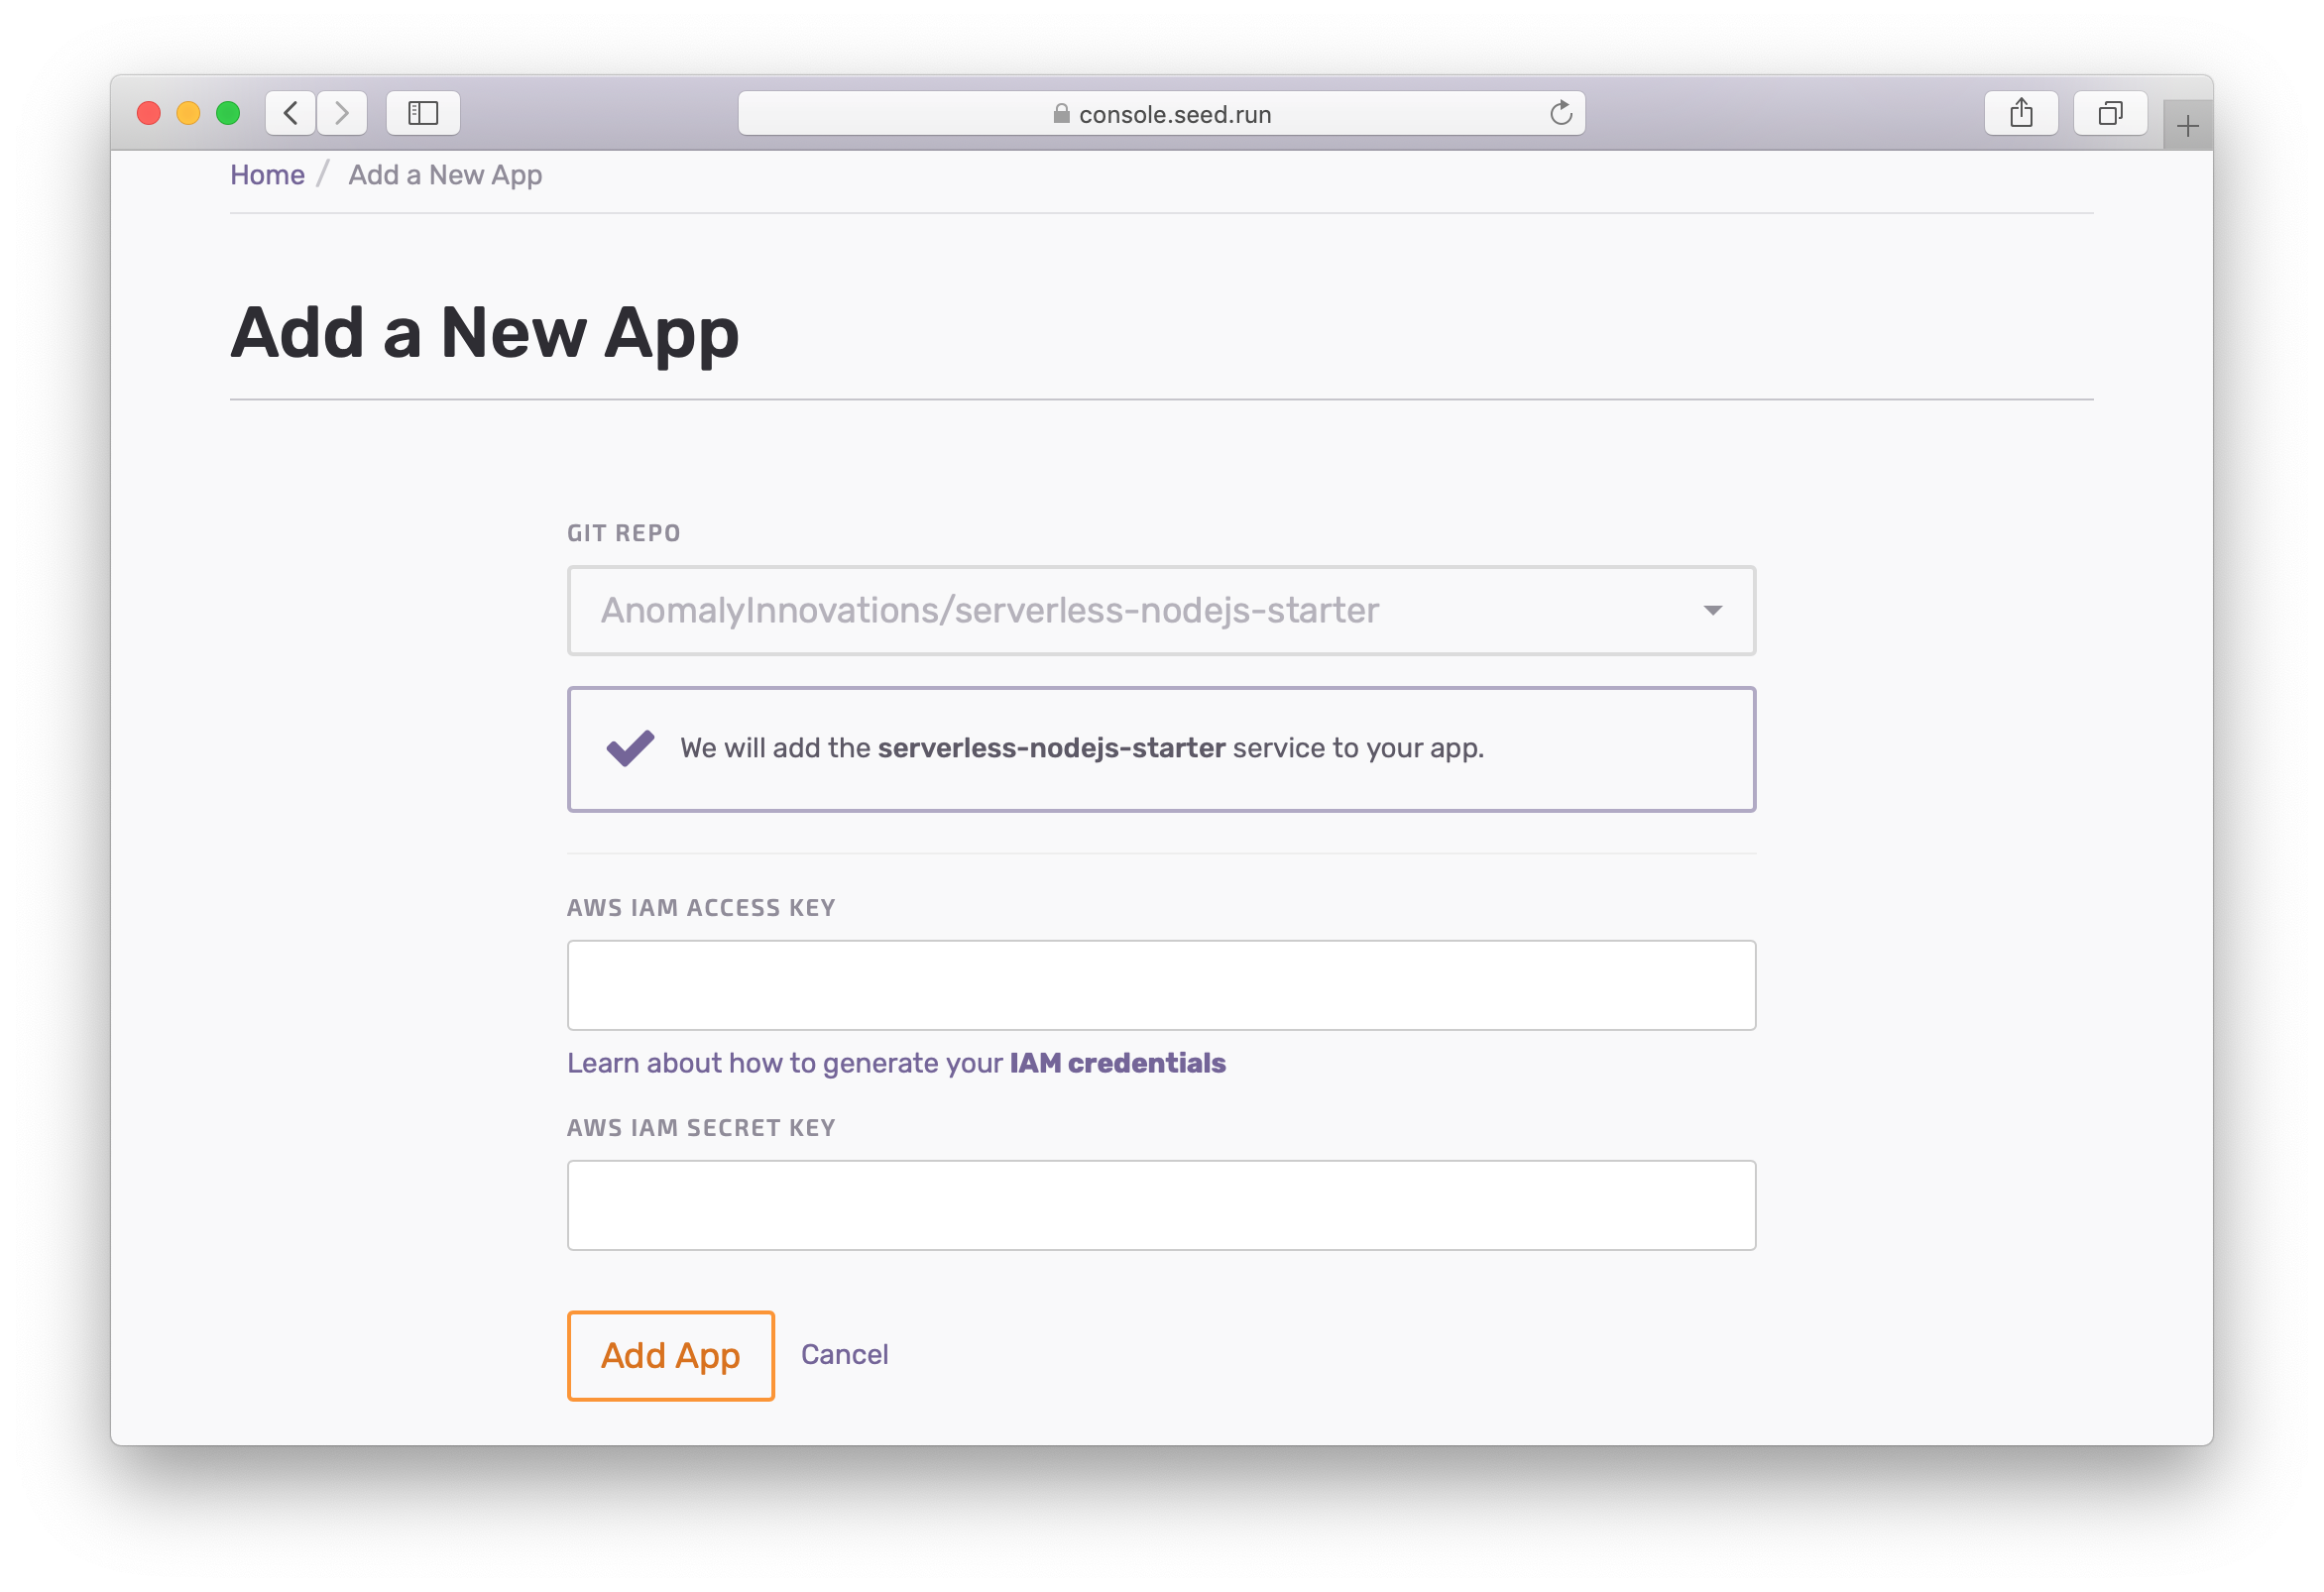 console.seed.run
Home / Add a New App
Add a New App
GIT REPO
AnomalyInnovations/serverless-nodejs-starter
We will add the serverless-nodejs-starter service to your app.
AWS IAM ACCESS KEY
Learn about how to generate your IAM credentials
AWS IAM SECRET KEY
Add App Cancel